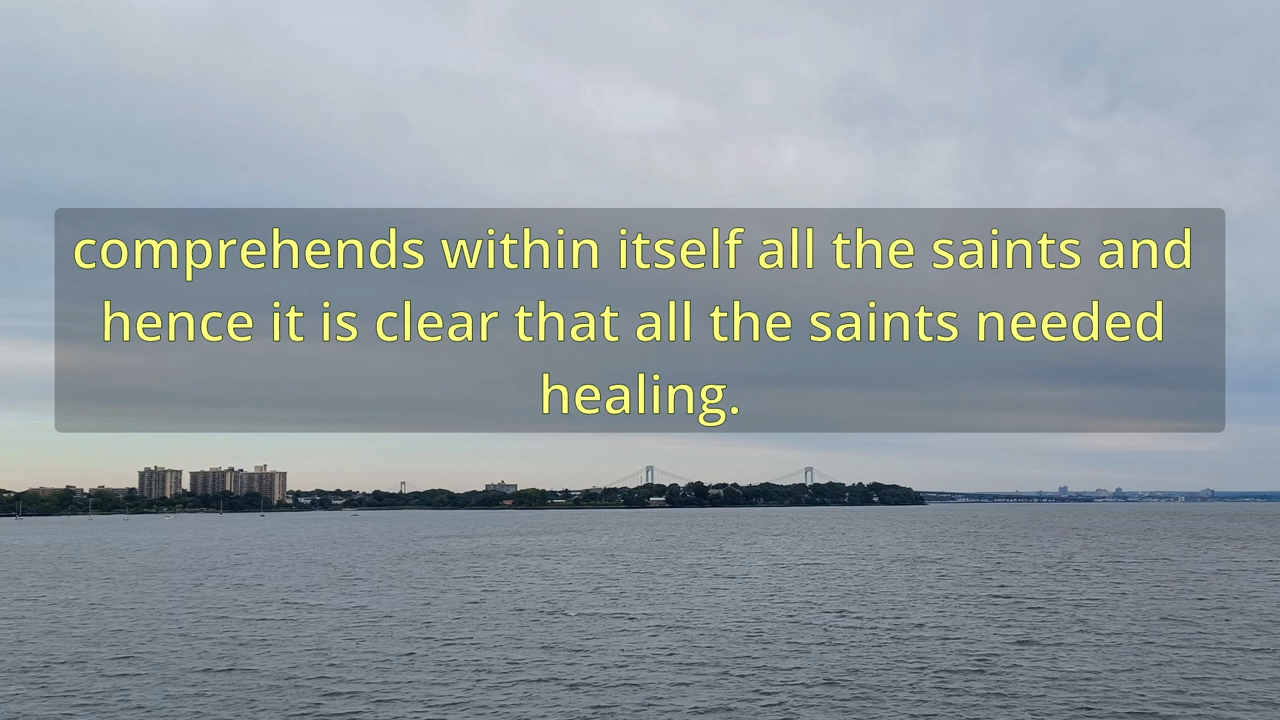 comprehends within itself all the saints and
hence it is clear that all the saints needed
healing.